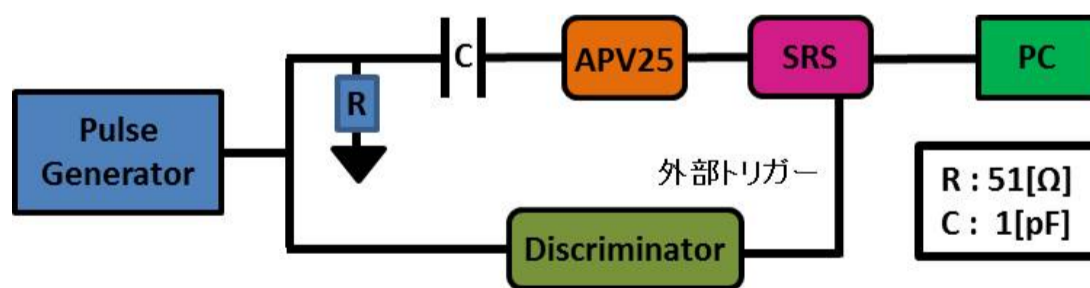 Pulse
Generator
R
C
APV25
SRS
PC
外部トリガー
Discriminator
R : 51[Ω]
C : 1[pF]